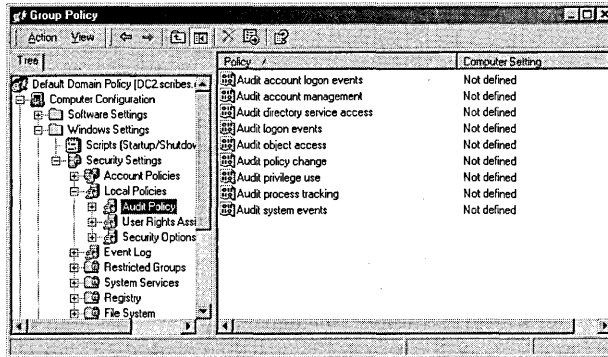 Group Policy
Action View
Tree
Policy Computer Setting
Default Domain Policy [DC2.scribes.
Computer Configuration
Software Settings
Windows Settings
Scripts (Startup/Shutdow
Security Settings
Account Policies
Local Policies
Audit Policy
User Rights Assi
Security Options
Event Log
Restricted Groups
System Services
Registry
File System
Audit account logon events Not defined
Audit account management Not defined
Audit directory service access Not defined
Audit logon events Not defined
Audit object access Not defined
Audit policy change Not defined
Audit privilege use Not defined
Audit process tracking Not defined
Audit system events Not defined